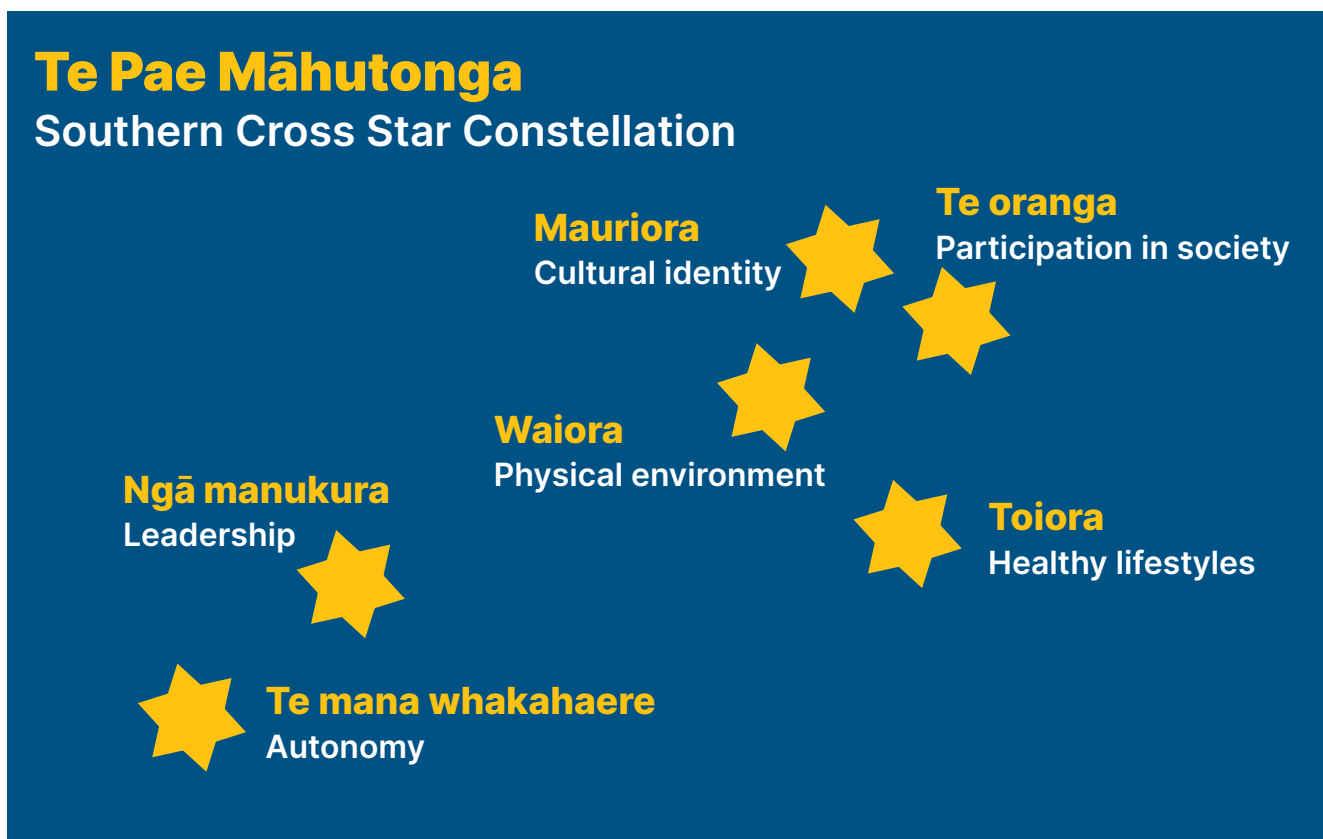 Te Pae Māhutonga
Southern Cross Star Constellation
Mauriora
Cultural identity
Te oranga
Participation in society
Waiora
Physical environment
Ngā manukura
Leadership
Toiora
Healthy lifestyles
Te mana whakahaere
Autonomy